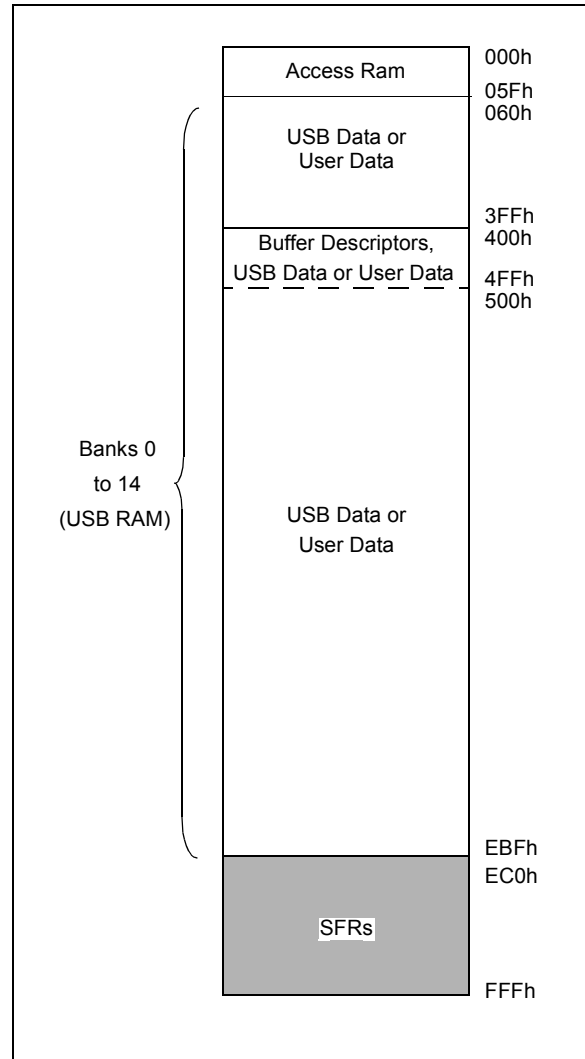 Access Ram
000h
05Fh
060h
USB Data or
User Data
3FFh
400h
Buffer Descriptors,
USB Data or User Data
4FFh
500h
Banks 0
to 14
(USB RAM)
USB Data or
User Data
EBFh
EC0h
SFRs
FFFh